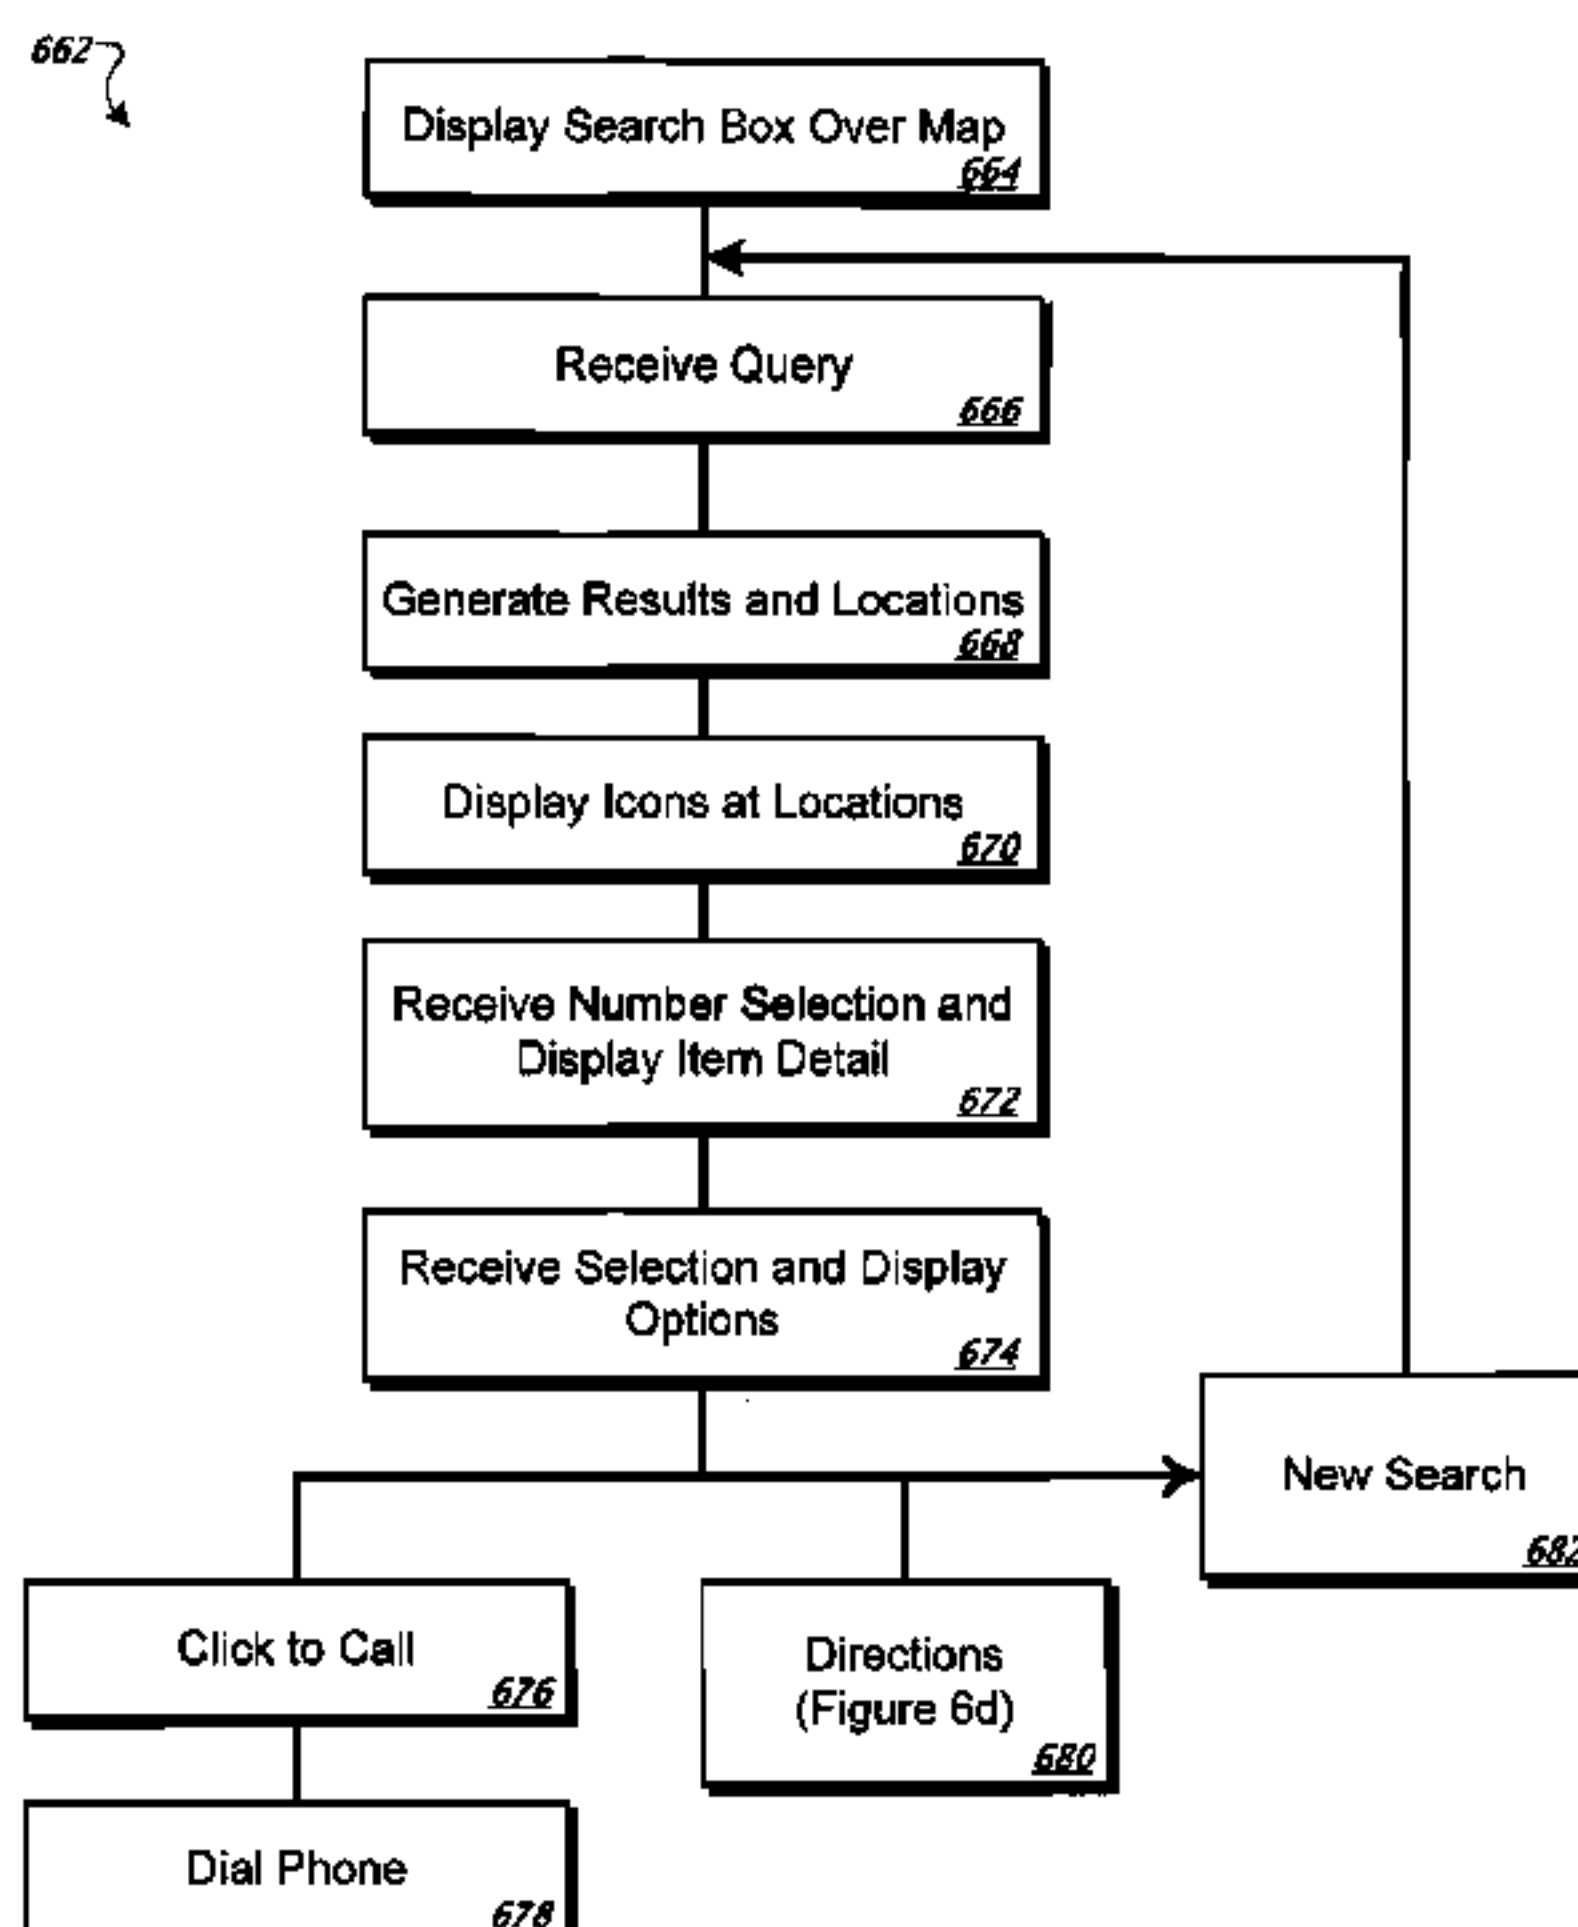 662
Display Search Box Over Map
664
Receive Query
666
Generate Results and Locations
668
Display Icons at Locations
670
Receive Number Selection and
Display Item Detail
672
Receive Selection and Display
Options
674
New Search
682
Click to Call
676
Directions
(Figure 6d)
680
Dial Phone
678